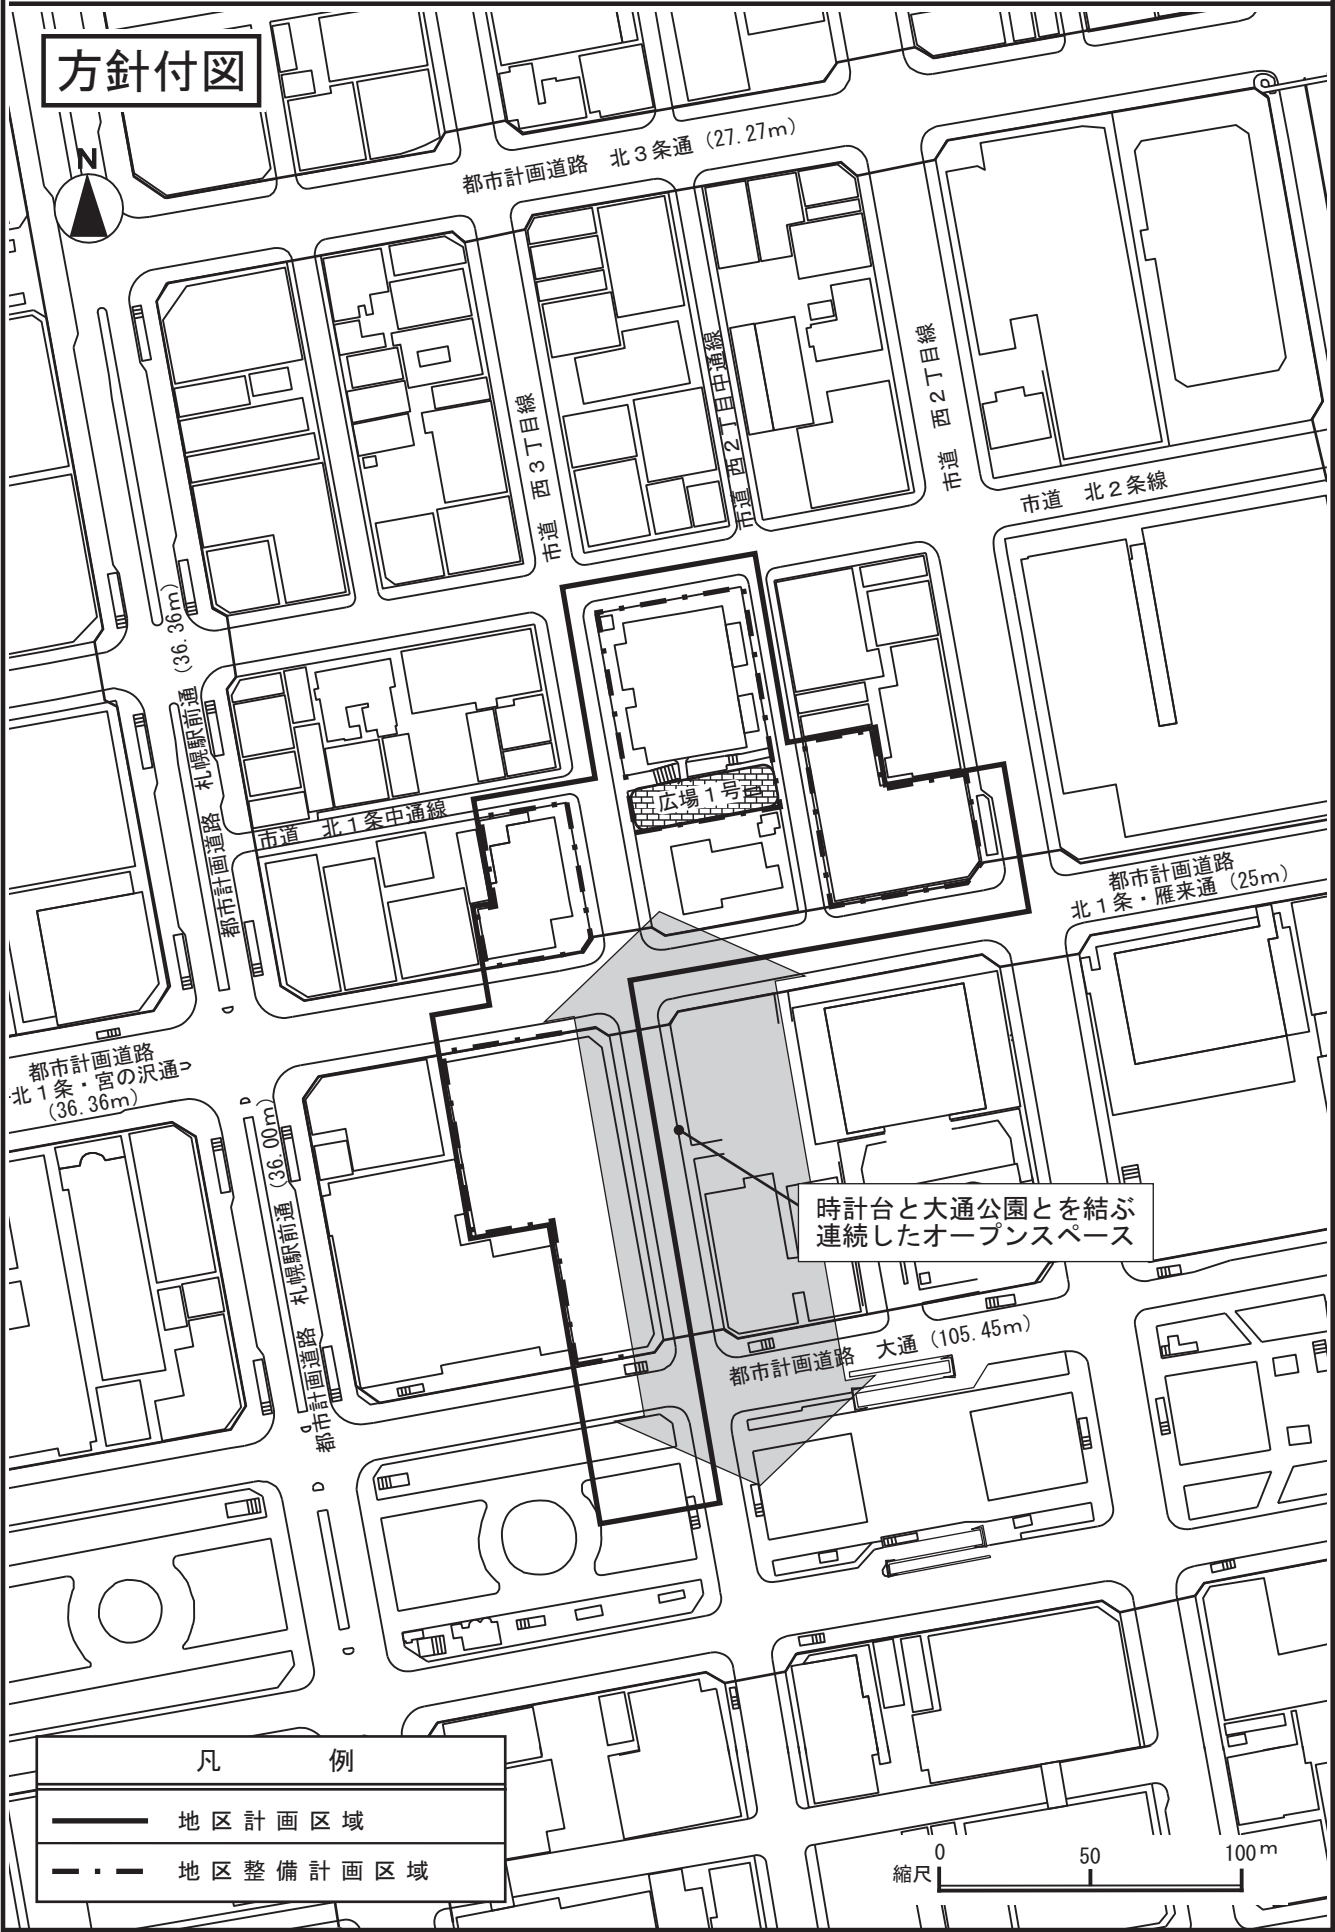 方針付図
N
都市計画道路　北３条通（27.27m）
市道　西３丁目線
市道　西２丁目中通線
市道　西２丁目線
市道　北２条線
都市計画道路　札幌駅前通（36.36m）
市道　北１条中通線
広場１号
都市計画道路
北１条・雁来通（25m）
都市計画道路
北１条・宮の沢通
（36.36m）
都市計画道路　札幌駅前通（36.00m）
時計台と大通公園とを結ぶ
連続したオープンスペース
都市計画道路　大通（105.45m）
凡　例
地区計画区域
地区整備計画区域
縮尺
0 50 100m